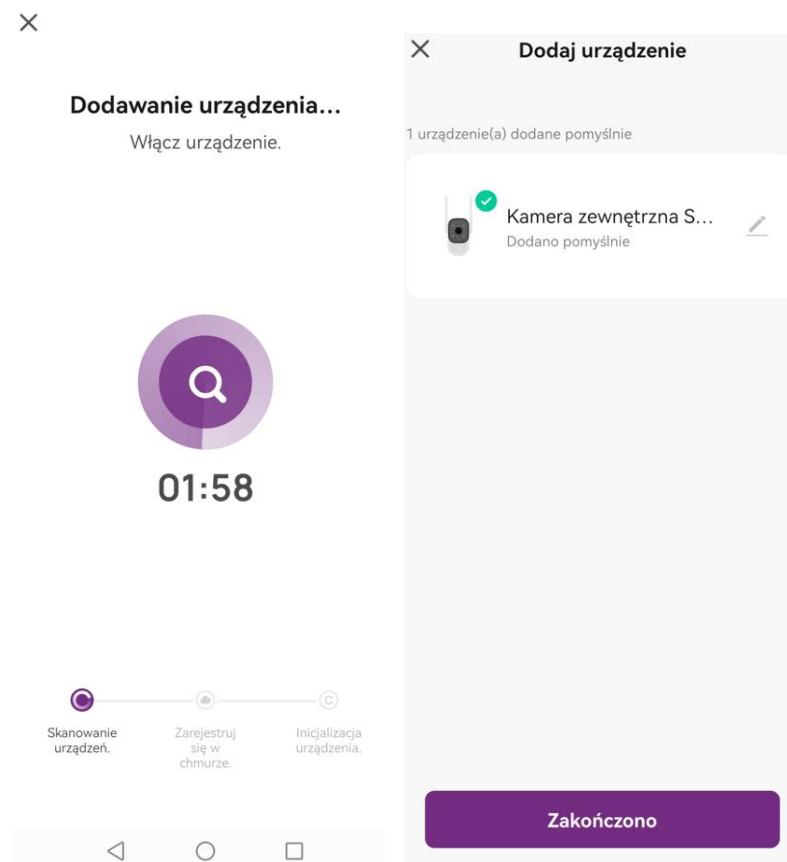 Dodawanie urządzenia...
Włącz urządzenie.
01:58
Skanowanie
urządzeń.
Zarejestruj
się w
chmurze.
Inicjalizacja
urządzenia.
Dodaj urządzenie
1 urządzenie(a) dodane pomyślnie
Kamera zewnętrzna S...
Dodano pomyślnie
Zakończono